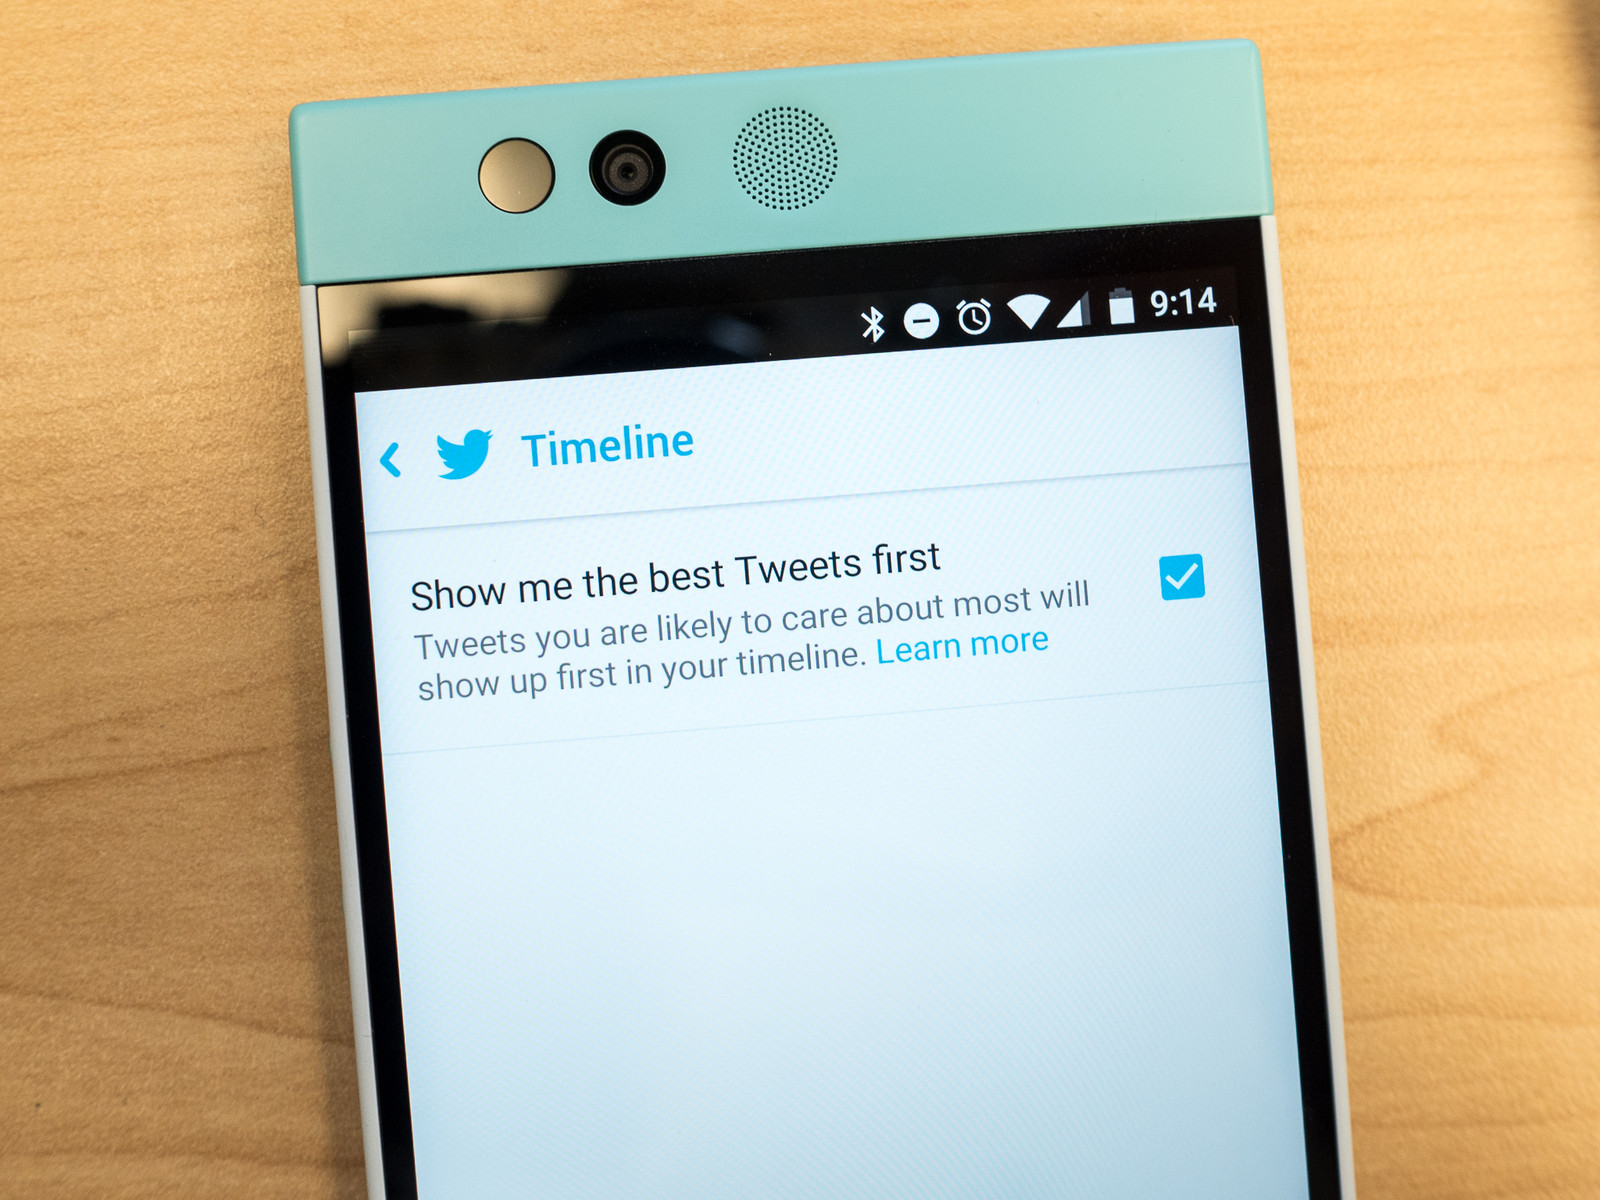 9:14
Timeline
Show me the best Tweets first
Tweets you are likely to care about most will
show up first in your timeline. Learn more